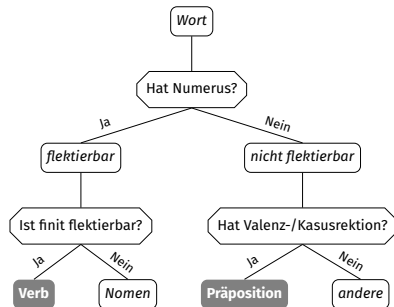 Wort
Hat Numerus?
Ja
Nein
flektierbar
nicht flektierbar
Ist finit flektierbar?
Hat Valenz-/Kasusrektion?
Ja
Nein
Ja
Nein
Verb
Nomen
Präposition
andere